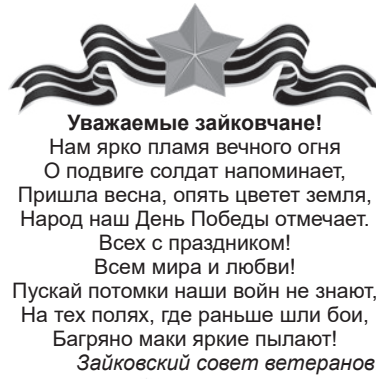 Уважаемые зайковчане!
Нам ярко пламя вечного огня
О подвиге солдат напоминает,
Пришла весна, опять цветет земля,
Народ наш День Победы отмечает.
Всех с праздником!
Всем мира и любви!
Пускай потомки наши войн не знают,
На тех полях, где раньше шли бои,
Багряно маки яркие пылают!
Зайковский совет ветеранов